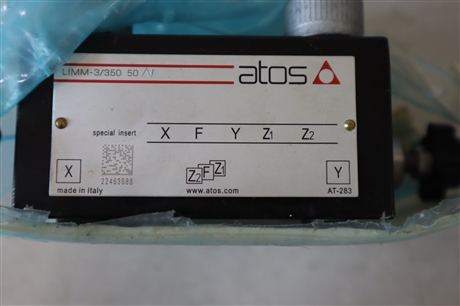 LIMM-3/350 50
atos
special insert X F Y Z1 Z2
X
22463688
Z2 F Z1
Y
made in italy www.atos.com AT-283